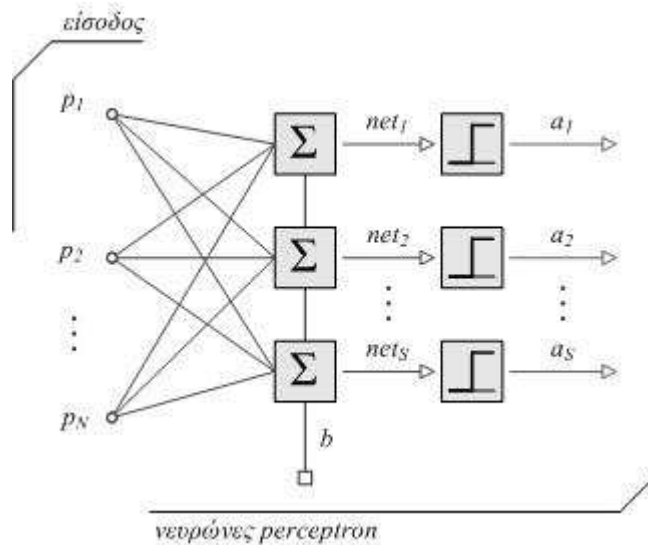 είσοδος
p1
net1
a1
Σ
p2
net2
a2
Σ
pN
netS
aS
Σ
b
νευρώνες perceptron